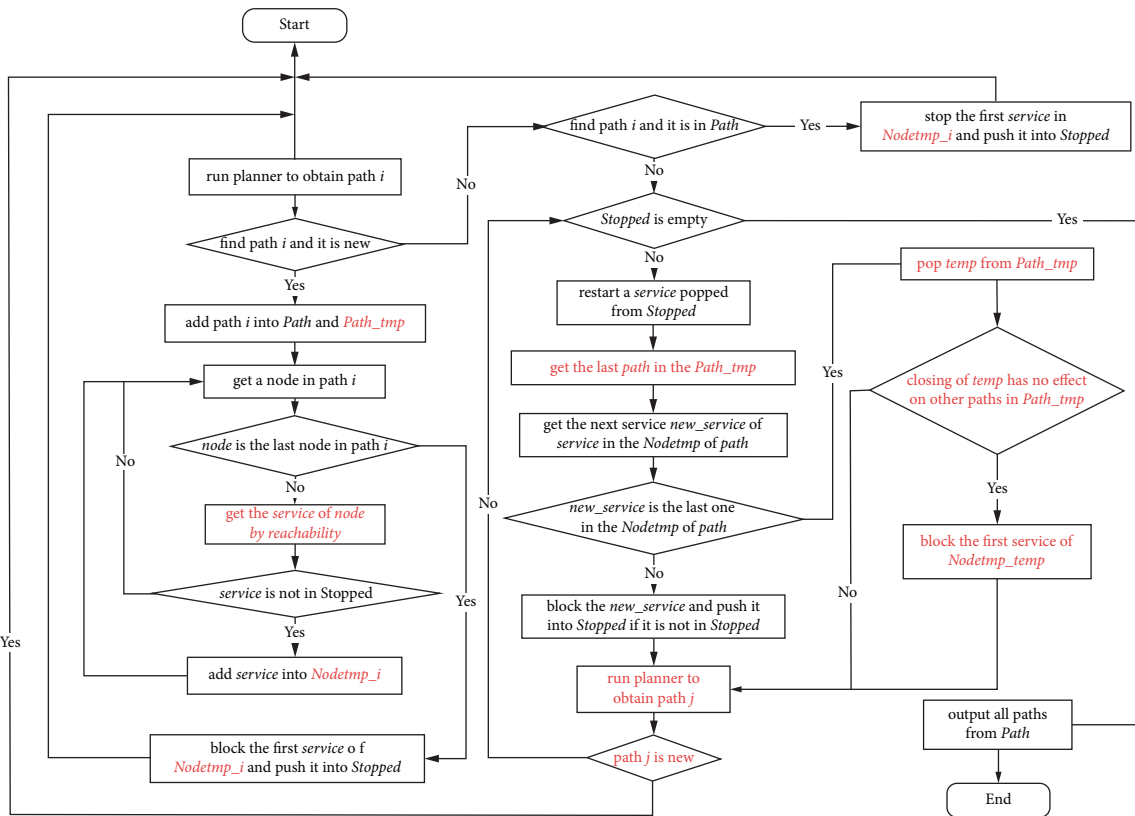 Start
run planner to obtain path i
find path i and it is new
Yes
add path i into Path and Path_tmp
get a node in path i
node is the last node in path i
No
No
get the service of node
by reachability
service is not in Stopped
Yes
Yes
add service into Nodetmp_i
block the first service o f
Nodetmp_i and push it into Stopped
Yes
No
find path i and it is in Path
Yes
stop the first service in
Nodetmp_i and push it into Stopped
No
Stopped is empty
Yes
No
restart a service popped
from Stopped
get the last path in the Path_tmp
get the next service new_service of
service in the Nodetmp of path
new_service is the last one
in the Nodetmp of path
No
No
block the new_service and push it
into Stopped if it is not in Stopped
run planner to
obtain path j
path j is new
Yes
pop temp from Path_tmp
closing of temp has no effect
on other paths in Path_tmp
Yes
No
block the first service of
Nodetmp_temp
output all paths
from Path
End